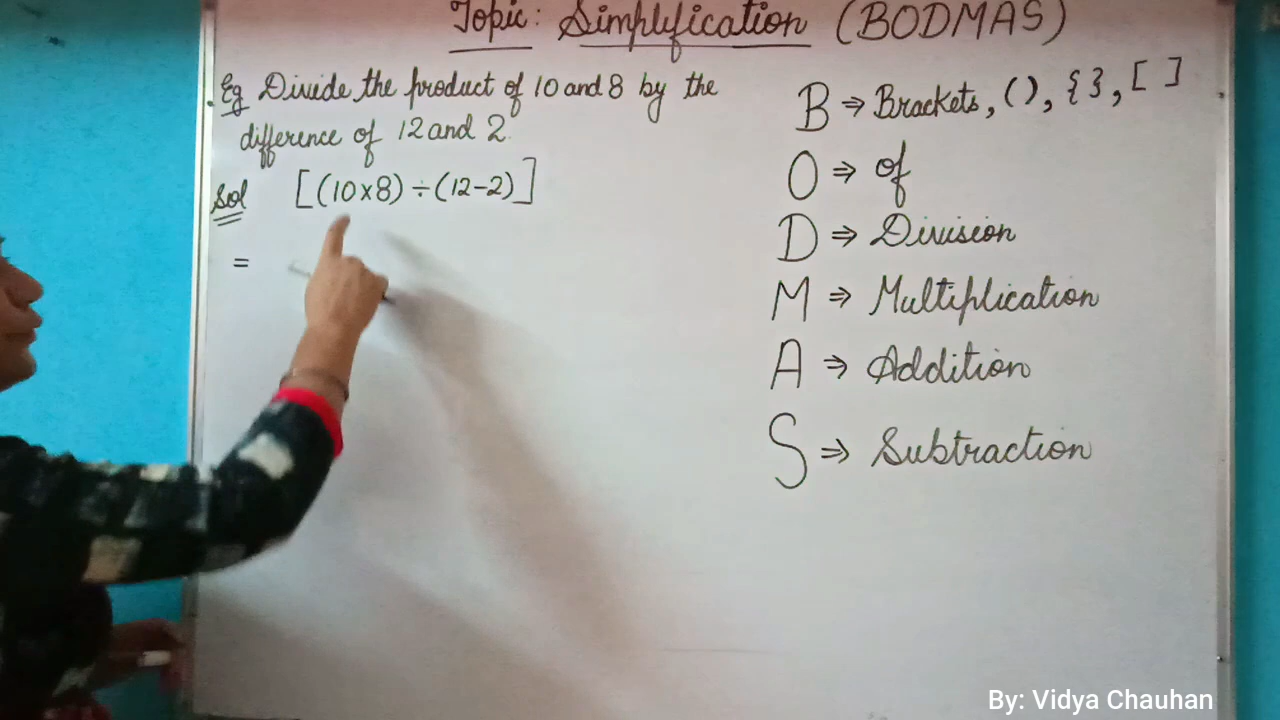 Topic: Simplification (BODMAS)
Eg Divide the product of 10 and 8 by the
difference of 12 and 2.
Sol [(10×8) ÷ (12-2)]
=
B ⇒ Brackets, (), { }, [ ]
O ⇒ of
D ⇒ Division
M ⇒ Multiplication
A ⇒ Addition
S ⇒ Subtraction
By: Vidya Chauhan